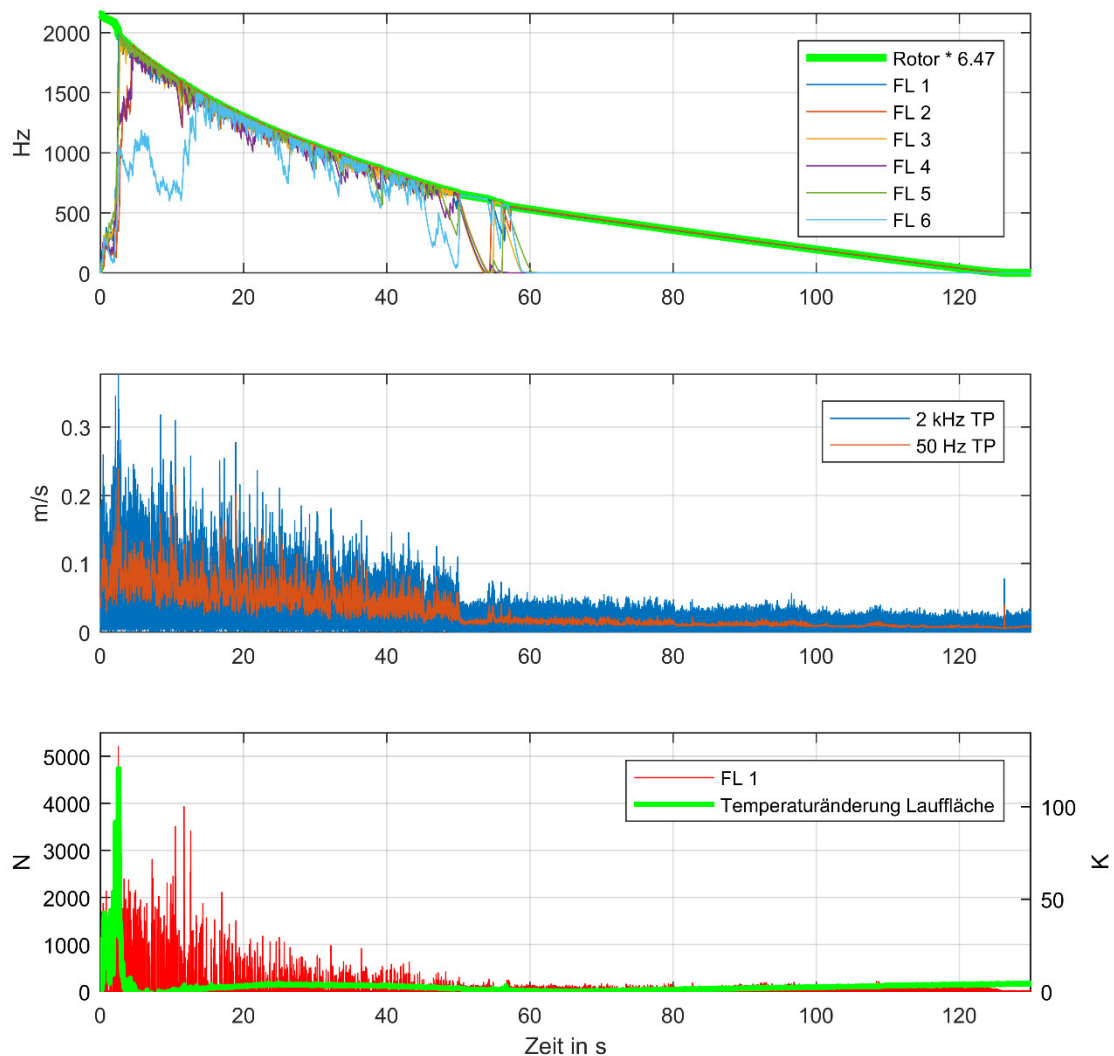 2000
1500
1000
500
0
Hz
Rotor * 6.47
FL 1
FL 2
FL 3
FL 4
FL 5
FL 6
0 20 40 60 80 100 120
0.3
0.2
0.1
0
m/s
2 kHz TP
50 Hz TP
0 20 40 60 80 100 120
5000
4000
3000
2000
1000
0
N
FL 1
Temperaturänderung Lauffläche
100
50
0
K
0 20 40 60 80 100 120
Zeit in s